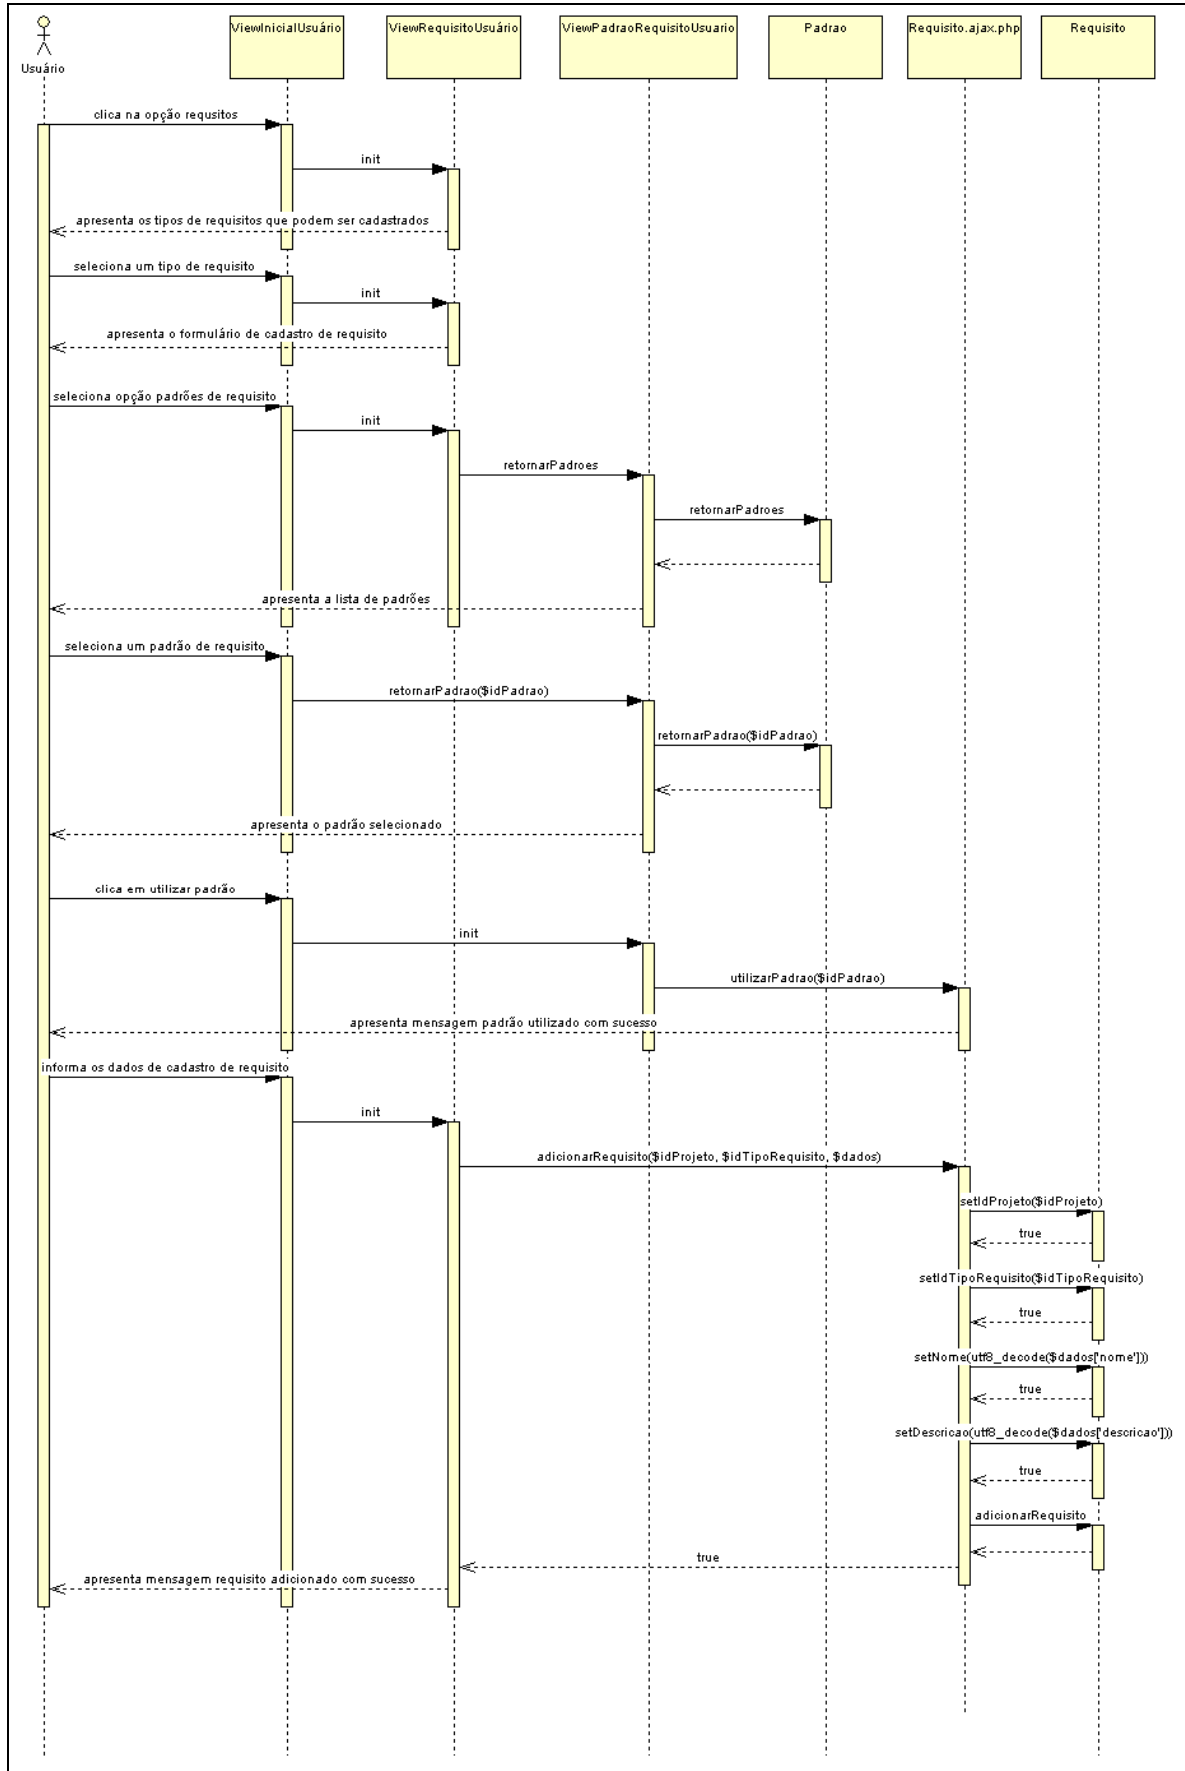 ViewInicialUsuário
ViewRequisitoUsuário
ViewPadraoRequisitoUsuario
Padrao
Requisito.ajax.php
Requisito
Usuário
clica na opção requsitos
init
apresenta os tipos de requisitos que podem ser cadastrados
seleciona um tipo de requisito
init
apresenta o formulário de cadastro de requisito
seleciona opção padrões de requisito
init
retornarPadroes
retornarPadroes
apresenta a lista de padrões
seleciona um padrão de requisito
retornarPadrao($idPadrao)
retornarPadrao($idPadrao)
apresenta o padrão selecionado
clica em utilizar padrão
init
utilizarPadrao($idPadrao)
apresenta mensagem padrão utilizado com sucesso
informa os dados de cadastro de requisito
init
adicionarRequisito($idProjeto, $idTipoRequisito, $dados)
setIdProjeto($idProjeto)
true
setIdTipoRequisito($idTipoRequisito)
true
setNome(utf8_decode($dados['nome']))
true
setDescricao(utf8_decode($dados['descricao']))
true
adicionarRequisito
true
apresenta mensagem requisito adicionado com sucesso